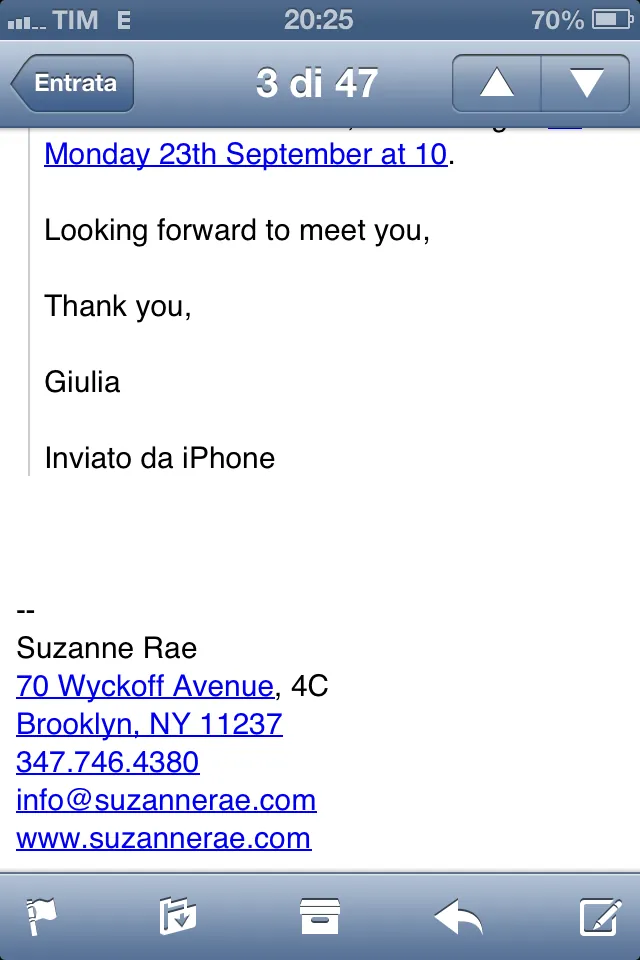 TIM E 20:25 70%
Entrata 3 di 47
Monday 23th September at 10.
Looking forward to meet you,
Thank you,
Giulia
Inviato da iPhone
--
Suzanne Rae
70 Wyckoff Avenue, 4C
Brooklyn, NY 11237
347.746.4380
info@suzannerae.com
www.suzannerae.com